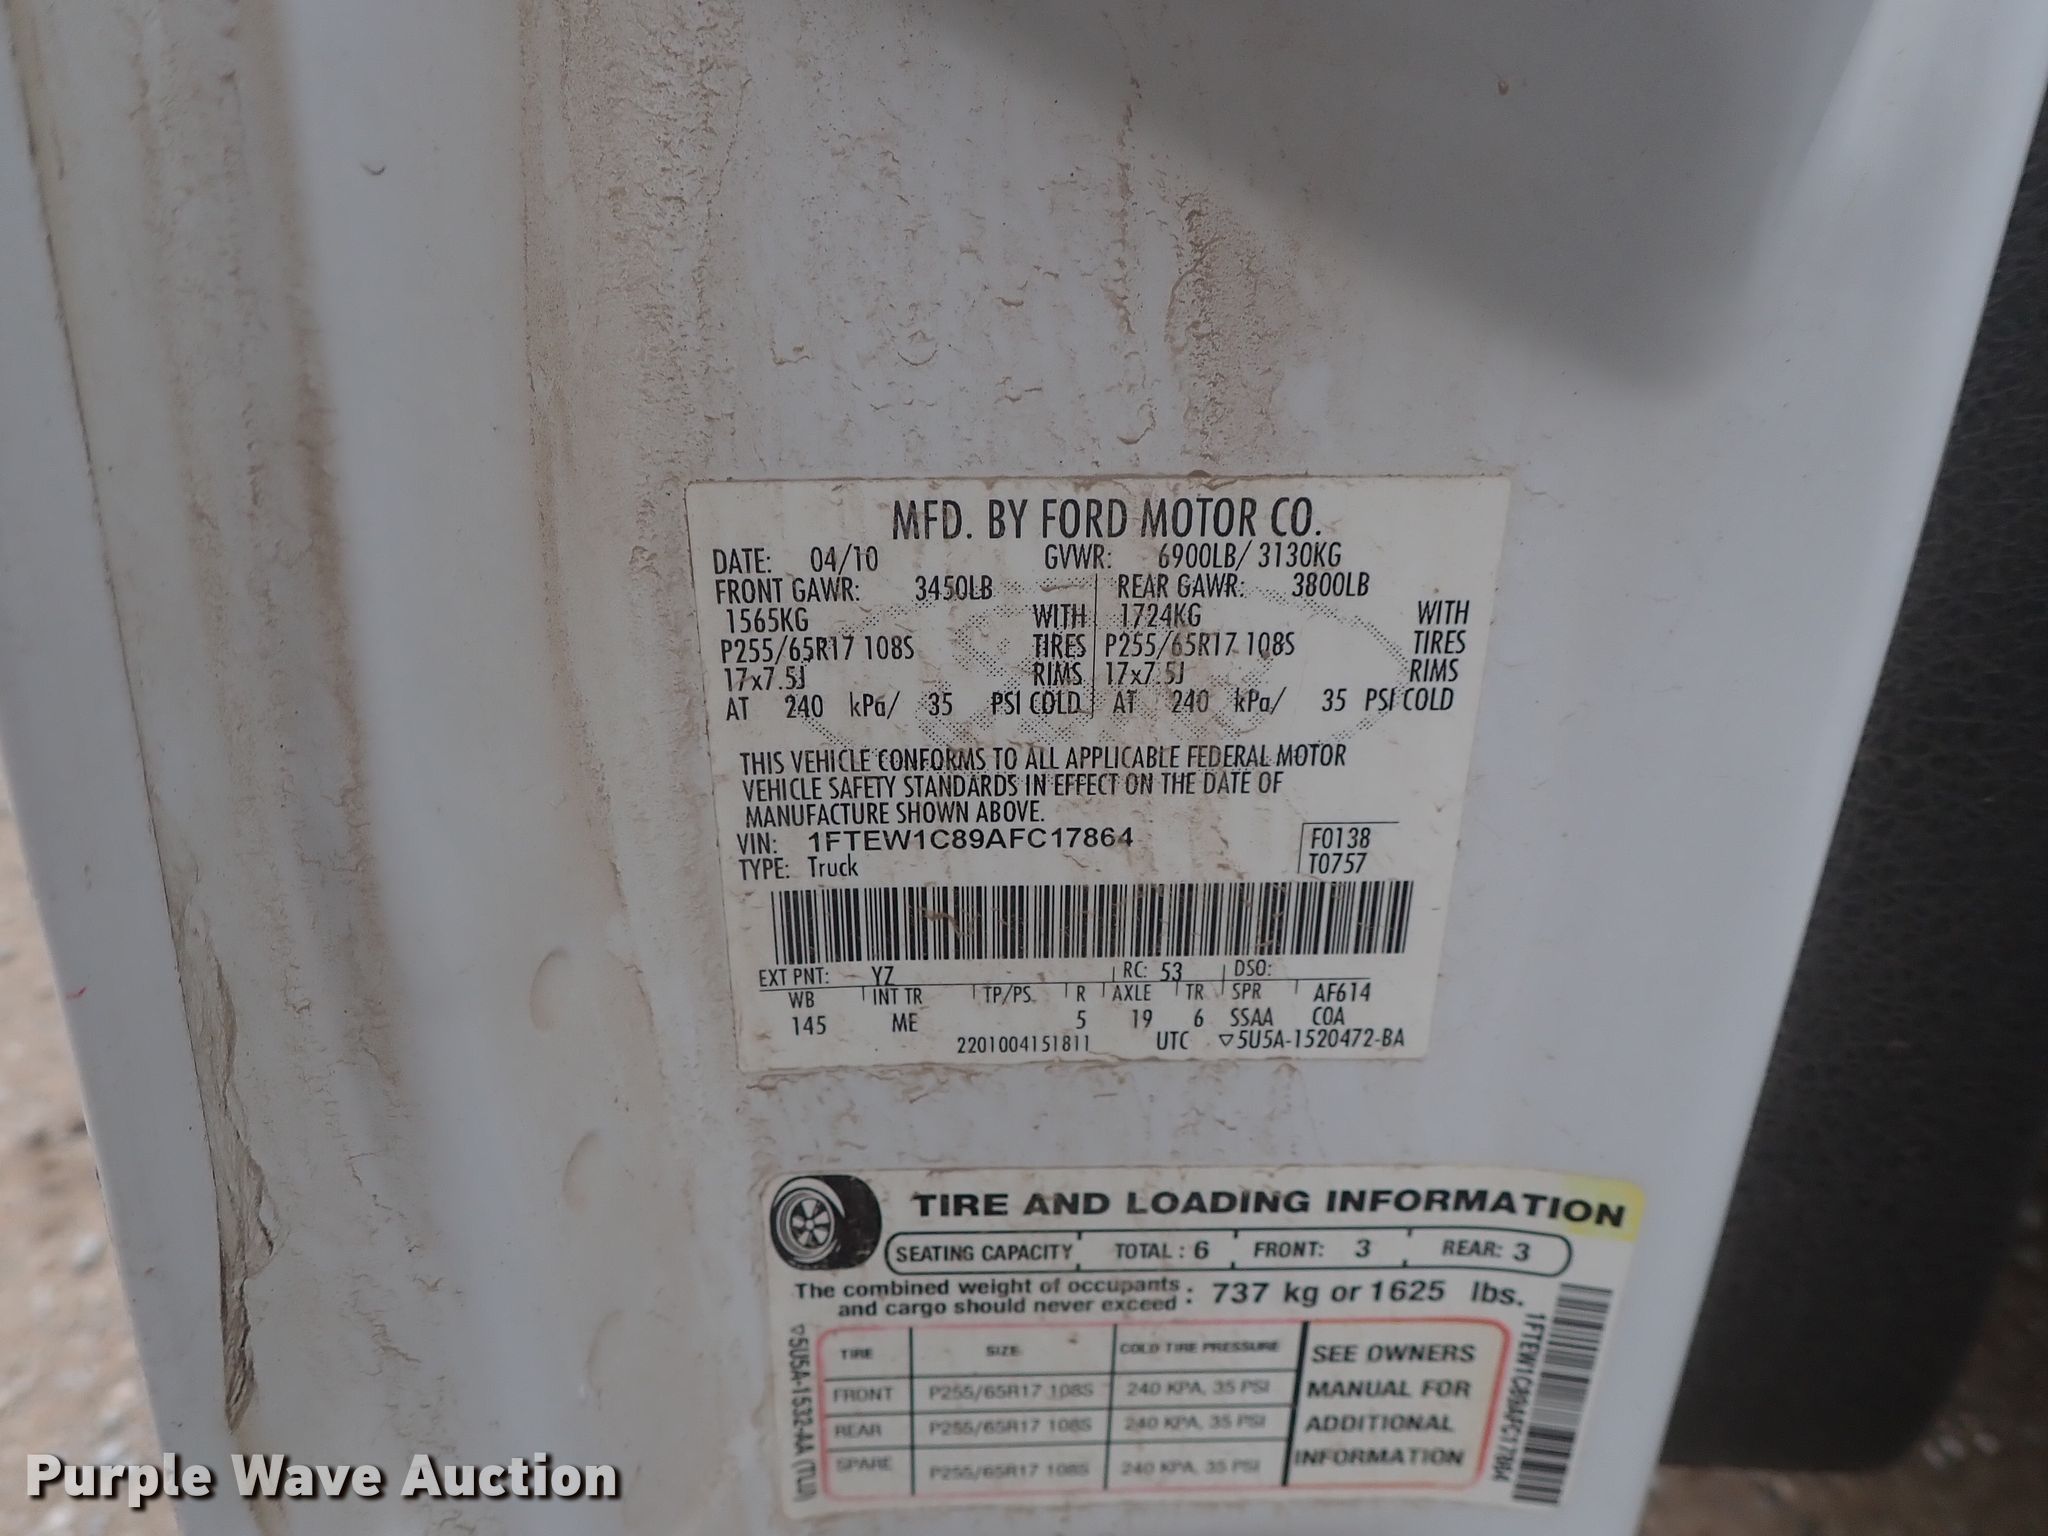 MFD. BY FORD MOTOR CO.
DATE: 04/10 GVWR: 6900LB/ 3130KG
FRONT GAWR: 3450LB REAR GAWR: 3800LB
1565KG WITH 1724KG WITH
P255/65R17 108S TIRES P255/65R17 108S TIRES
17x7.5J RIMS 17x7.5J RIMS
AT 240 kPa/ 35 PSI COLD AT 240 kPa/ 35 PSI COLD
THIS VEHICLE CONFORMS TO ALL APPLICABLE FEDERAL MOTOR
VEHICLE SAFETY STANDARDS IN EFFECT ON THE DATE OF
MANUFACTURE SHOWN ABOVE.
VIN: 1FTEW1C89AFC17864 F0138
TYPE: Truck T0757
EXT PNT: YZ RC: 53 DSO:
WB INT TR TP/PS R AXLE TR SPR AF614
145 ME 5 19 6 SSAA COA
2201004151811 UTC ▽5U5A-1520472-BA
TIRE AND LOADING INFORMATION
SEATING CAPACITY TOTAL : 6 FRONT: 3 REAR: 3
The combined weight of occupants
and cargo should never exceed : 737 kg or 1625 lbs.
TIRE SIZE COLD TIRE PRESSURE SEE OWNERS
FRONT P255/65R17 108S 240 KPA, 35 PSI MANUAL FOR
REAR P255/65R17 108S 240 KPA, 35 PSI ADDITIONAL
SPARE P255/65R17 108S 240 KPA, 35 PSI INFORMATION
▽5U5A-1532-AA (TLU)
1FTEW1C89AFC17864
Purple Wave Auction